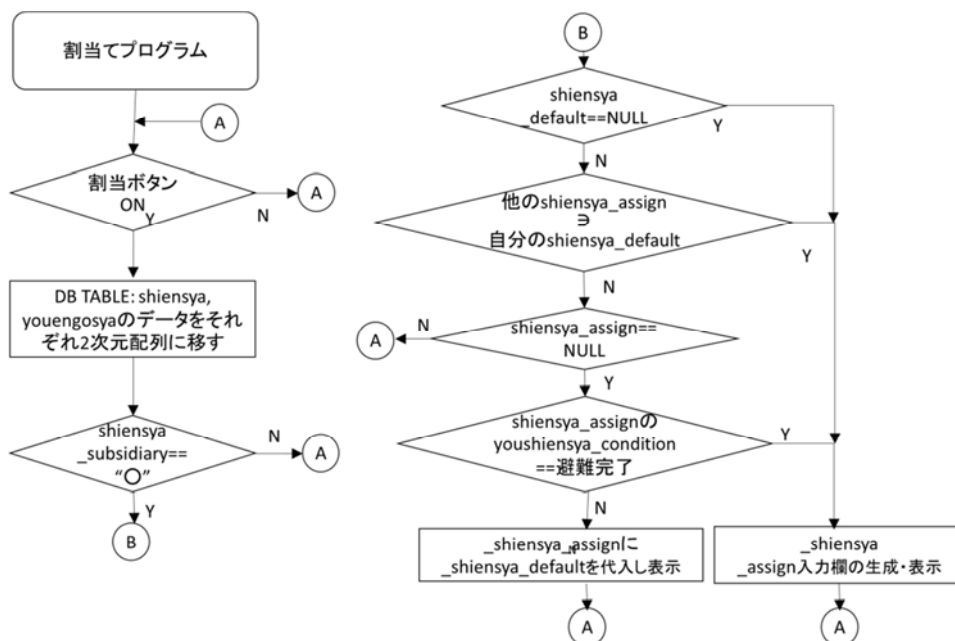 割当てプログラム
A
割当ボタン
ON
Y
N
A
DB TABLE: shiensya,
youengosyaのデータをそれ
ぞれ2次元配列に移す
shiensya
_subsidiary==
“〇”
N
A
Y
B
B
shiensya
_default==NULL
Y
N
他のshiensya_assign
∋
自分のshiensya_default
Y
N
shiensya_assign==
NULL
N
A
Y
shiensya_assignの
youshiensya_condition
==避難完了
Y
N
_shiensya_assignに
N
_shiensya_defaultを代入し表示
A
_shiensya
_assign入力欄の生成・表示
A